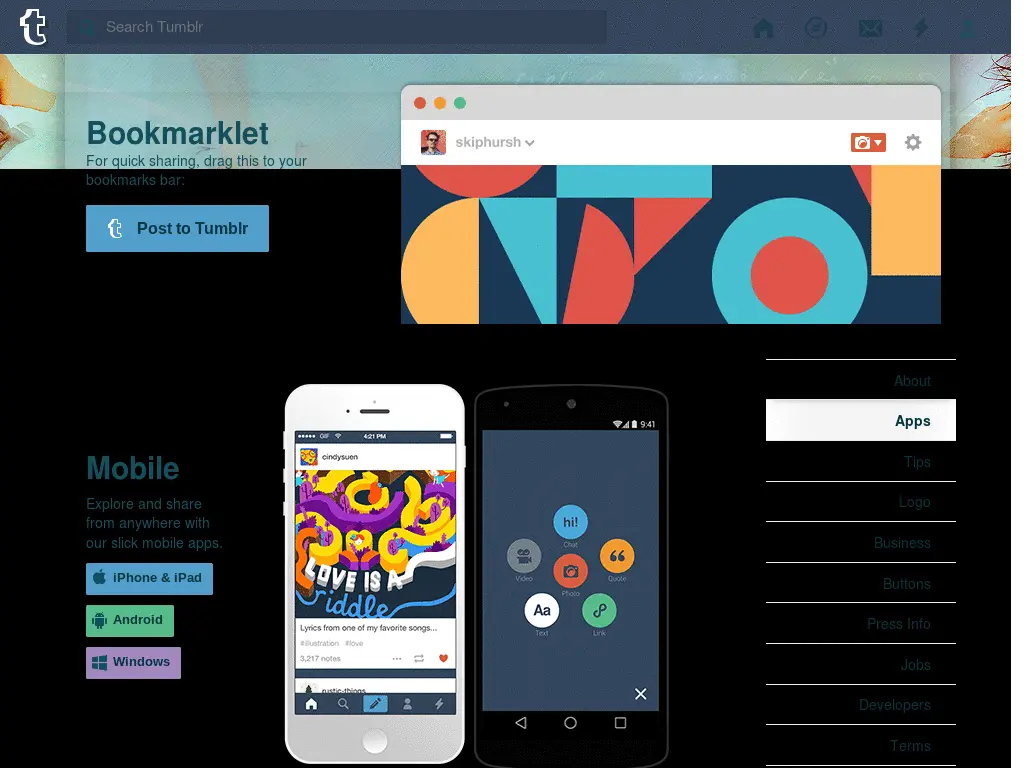 t
Search Tumblr
Bookmarklet
For quick sharing, drag this to your
bookmarks bar:
t Post to Tumblr
skiphursh
Mobile
Explore and share
from anywhere with
our slick mobile apps.
iPhone & iPad
Android
Windows
GIF 4:21 PM
cindysuen
LOVE IS A
riddle
Lyrics from one of my favorite songs...
#illustration #love
3,217 notes
rustic-things
9:41
hi!
Chat
Video
Quote
Photo
Aa
Text
Link
About
Apps
Tips
Logo
Business
Buttons
Press Info
Jobs
Developers
Terms